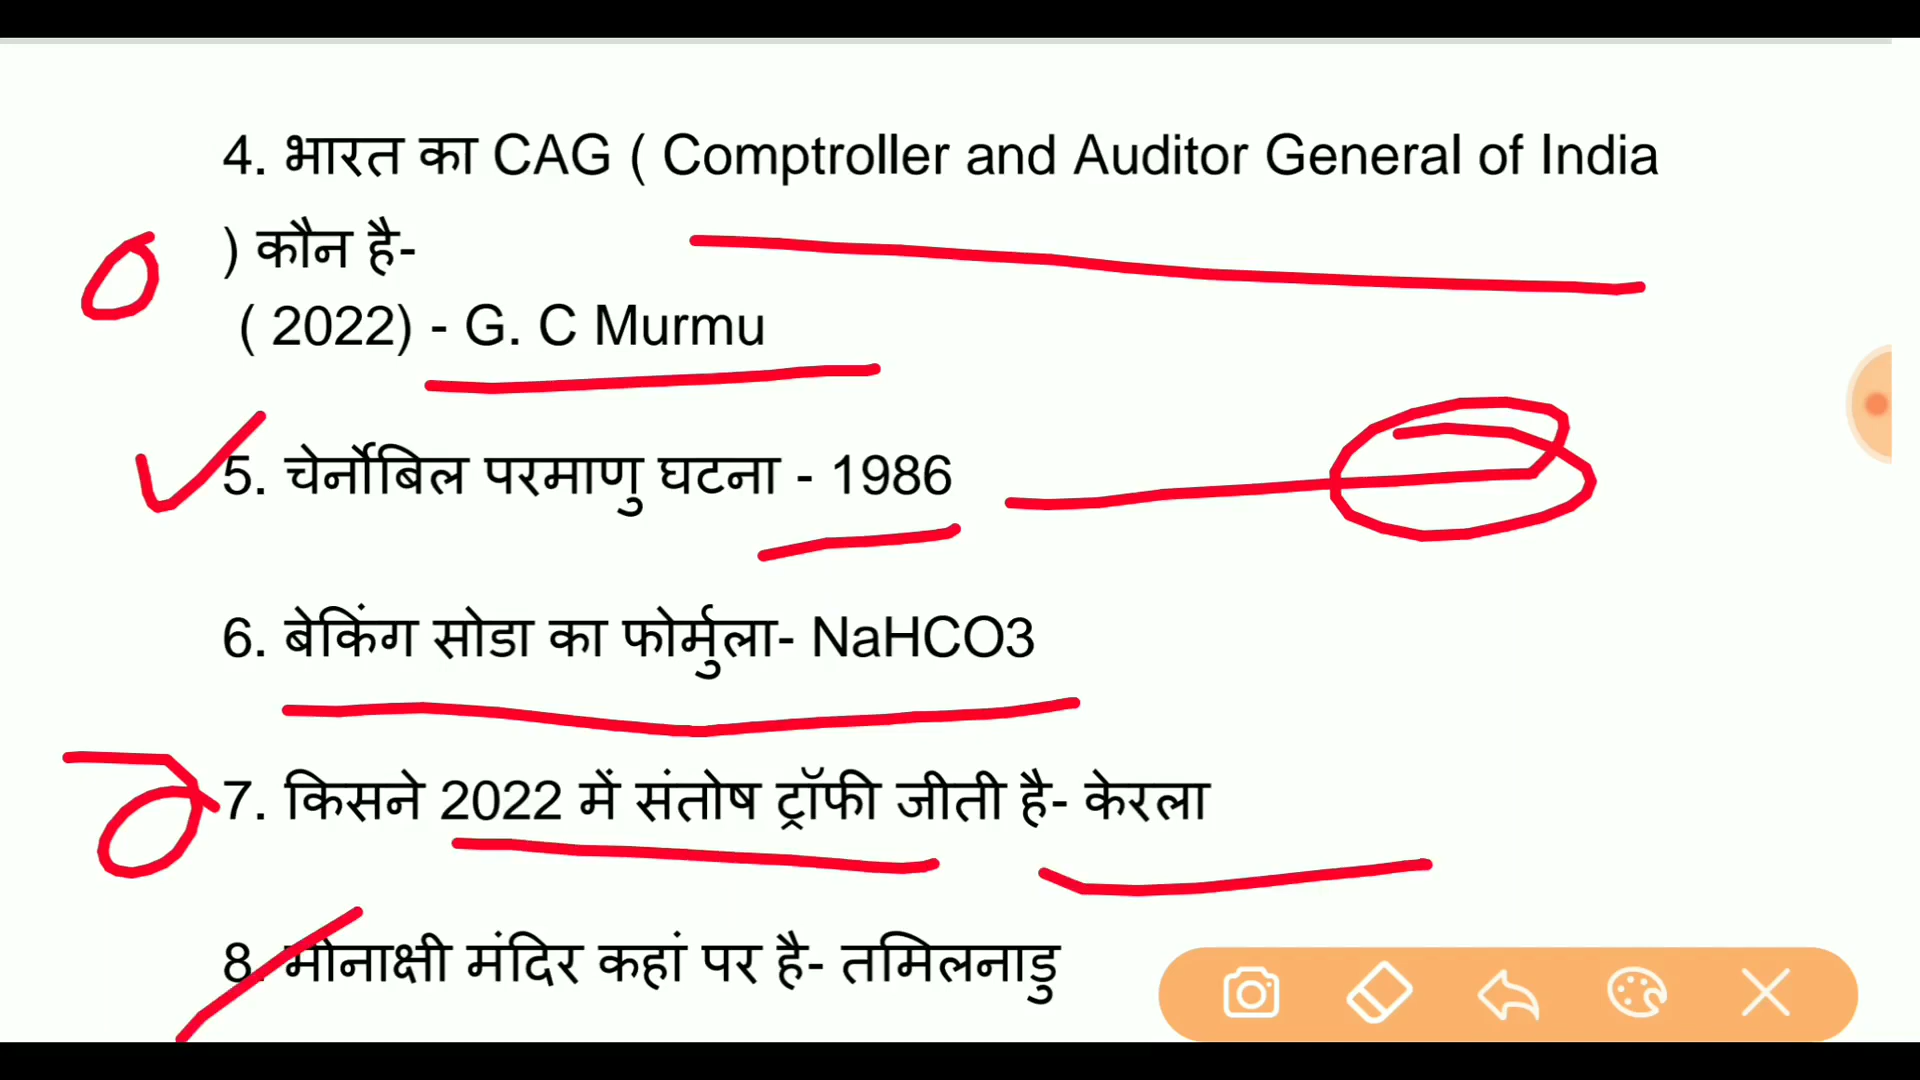 4. भारत का CAG ( Comptroller and Auditor General of India
) कौन है-
( 2022) - G. C Murmu
5. चेर्नोबिल परमाणु घटना - 1986
6. बेकिंग सोडा का फोर्मुला- NaHCO3
7. किसने 2022 में संतोष ट्रॉफी जीती है- केरला
8. मीनाक्षी मंदिर कहां पर है- तमिलनाडु